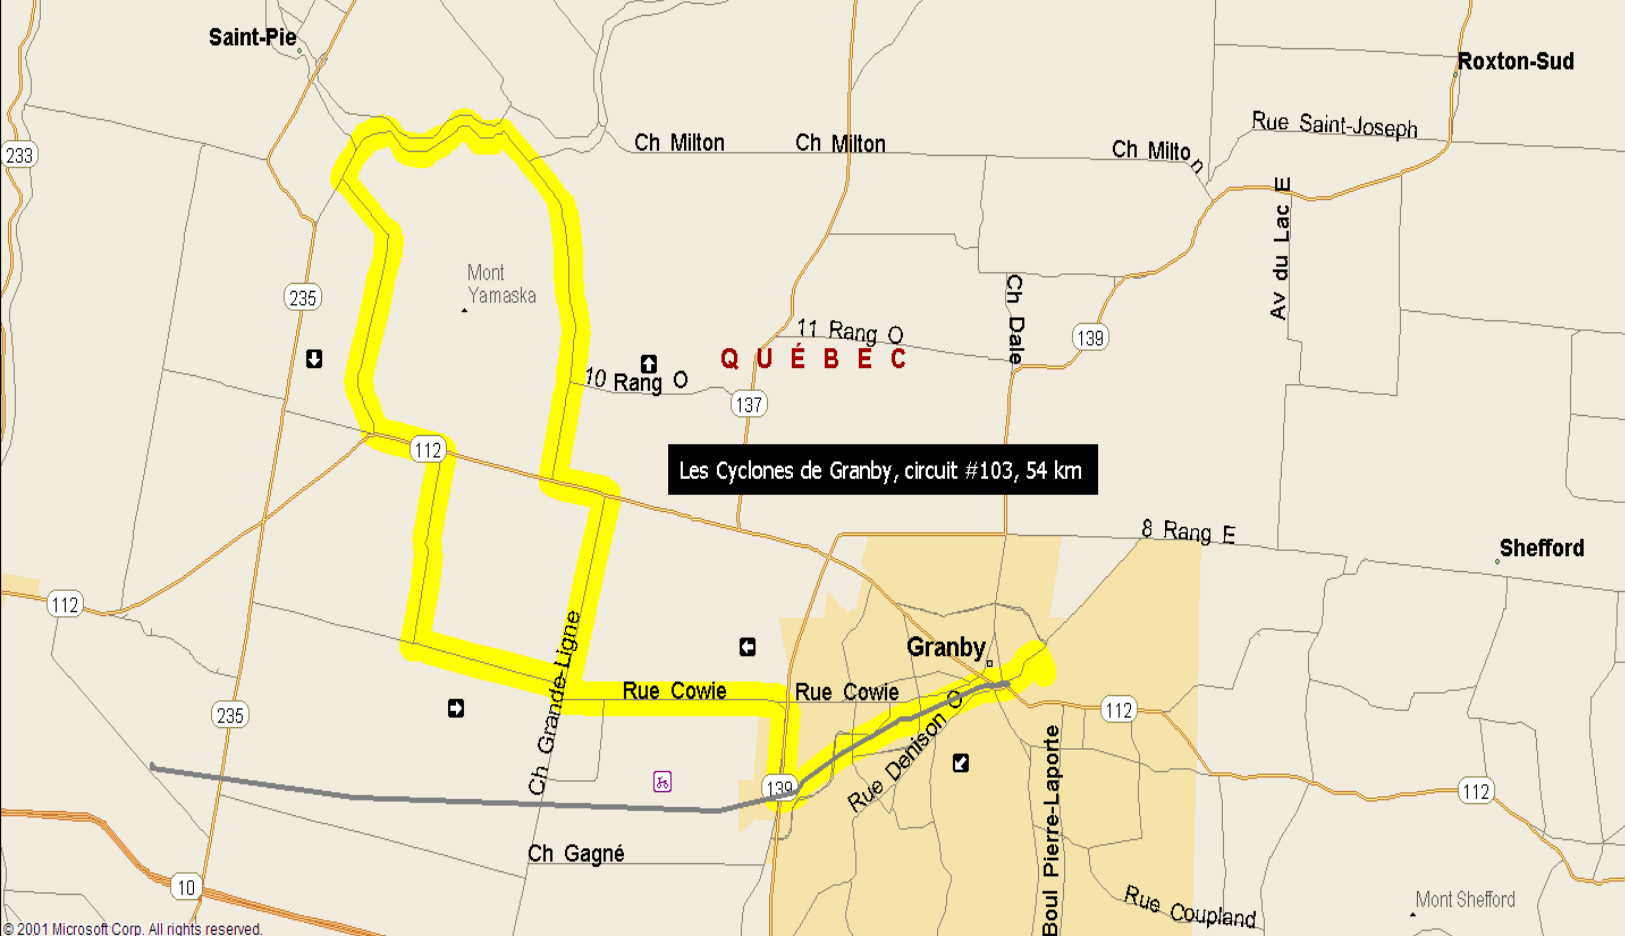 Saint-Pie
Roxton-Sud
Rue Saint-Joseph
Ch Milton
Ch Milton
Ch Milton
233
Av du Lac E
Mont
Yamaska
235
Ch Dale
11 Rang O
139
QUÉBEC
10 Rang O
137
112
Les Cyclones de Granby, circuit #103, 54 km
8 Rang E
Shefford
112
Ch Grande-Ligne
Granby
Rue Cowie
Rue Cowie
112
235
Rue Denison O
Boul Pierre-Laporte
139
112
Ch Gagné
10
Rue Coupland
Mont Shefford
© 2001 Microsoft Corp. All rights reserved.